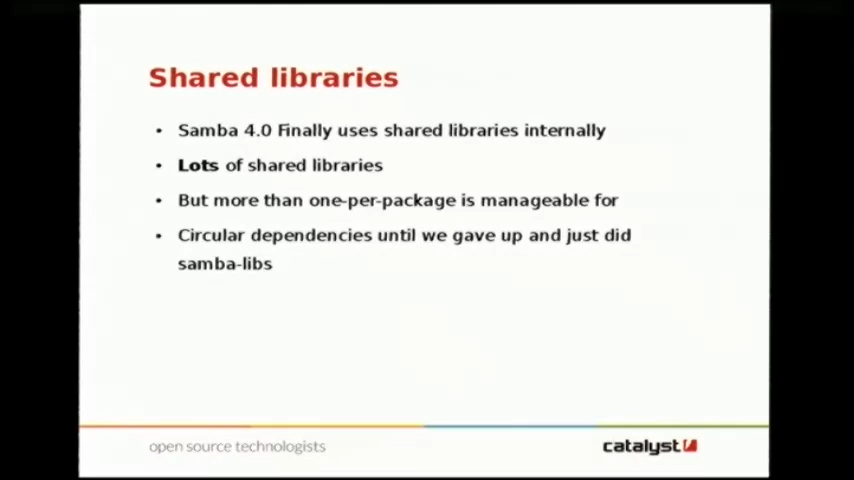 Shared libraries
• Samba 4.0 Finally uses shared libraries internally
• Lots of shared libraries
• But more than one-per-package is manageable for
• Circular dependencies until we gave up and just did
samba-libs
open source technologists
catalyst